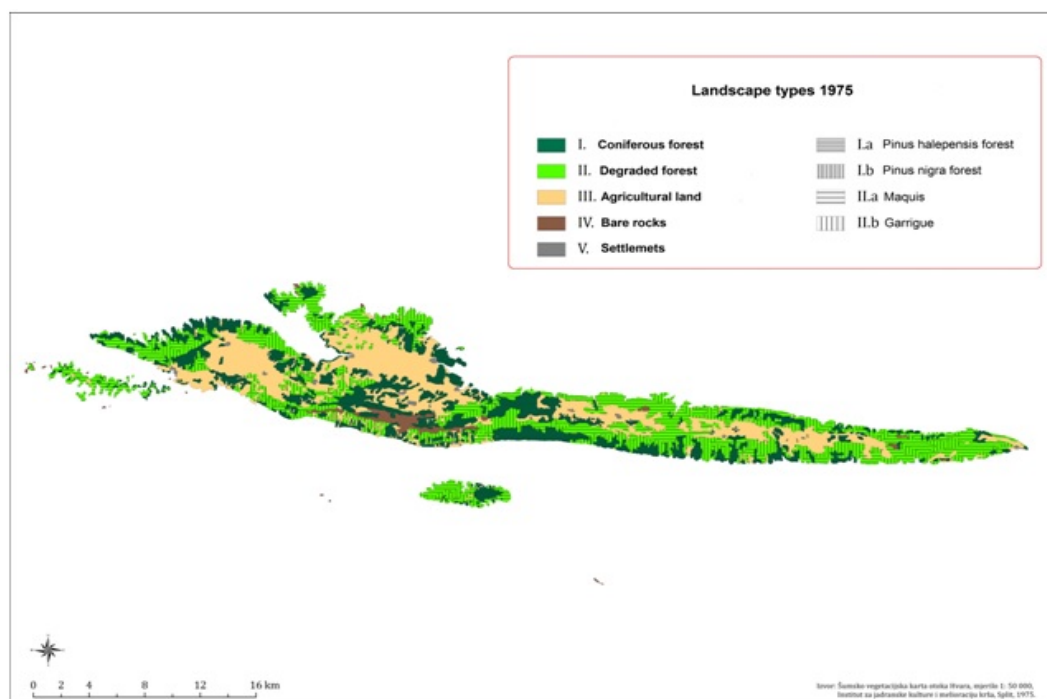 Landscape types 1975
I. Coniferous forest
II. Degraded forest
III. Agricultural land
IV. Bare rocks
V. Settlemets
I.a Pinus halepensis forest
I.b Pinus nigra forest
II.a Maquis
II.b Garrigue
0 2 4 8 12 16 km
Izvor: Šumsko vegetacijska karta otoka Hvara, mjerilo 1: 50 000,
Institut za jadranske kulture i melioraciju krša, Split, 1975.